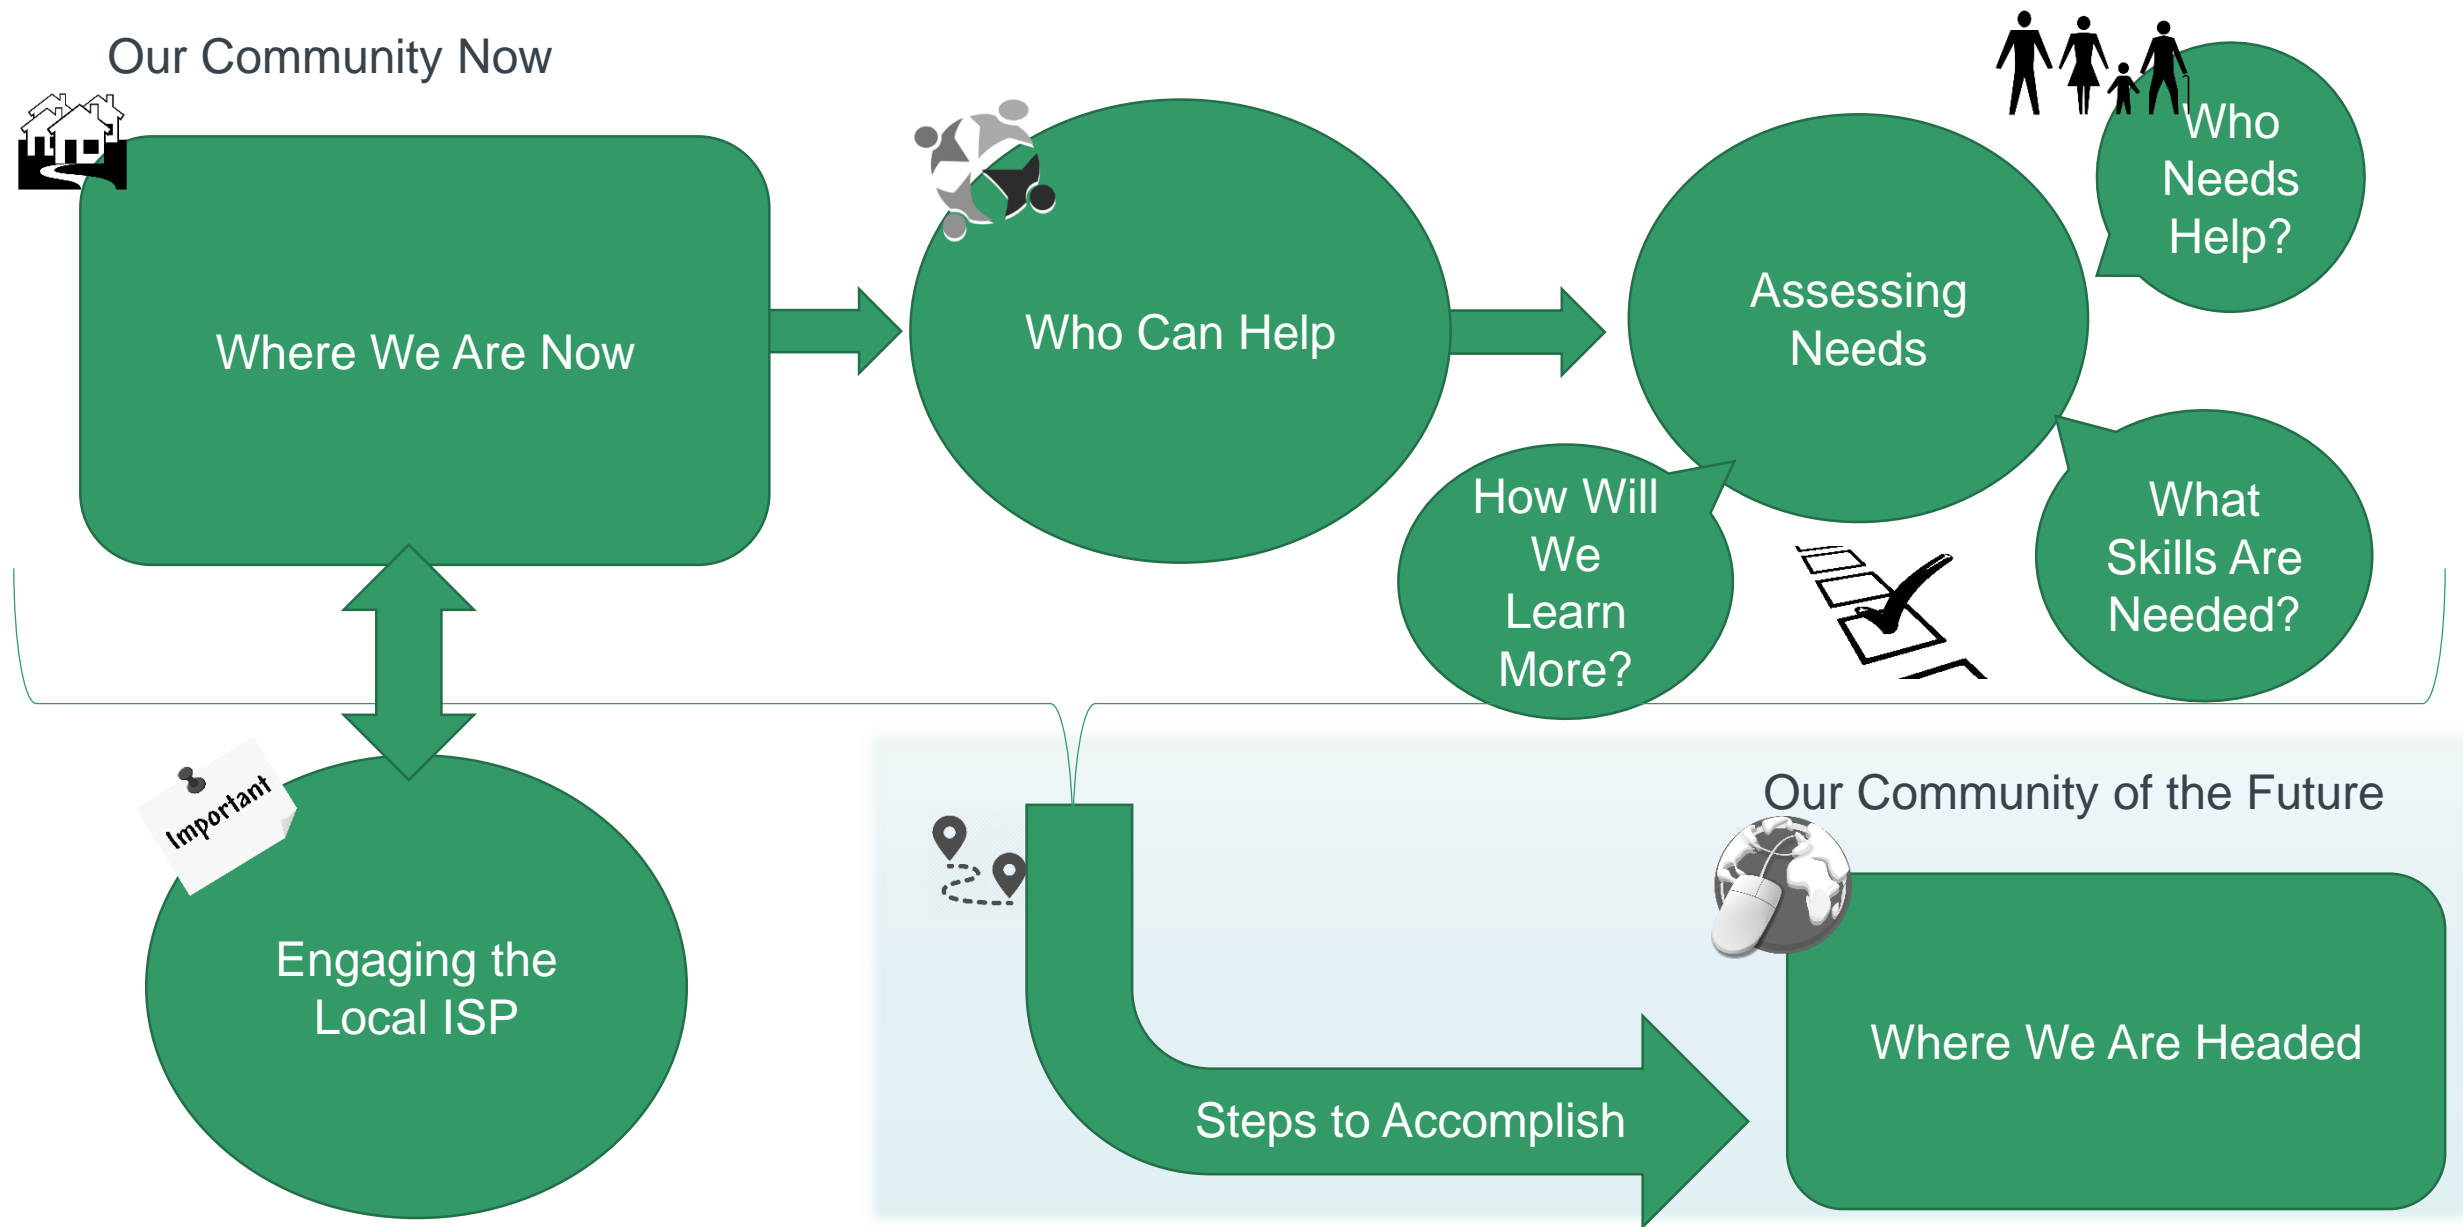 Our Community Now
Where We Are Now
Who Can Help
Assessing
Needs
Who
Needs
Help?
How Will
We
Learn
More?
What
Skills Are
Needed?
Important
Engaging the
Local ISP
Our Community of the Future
Steps to Accomplish
Where We Are Headed